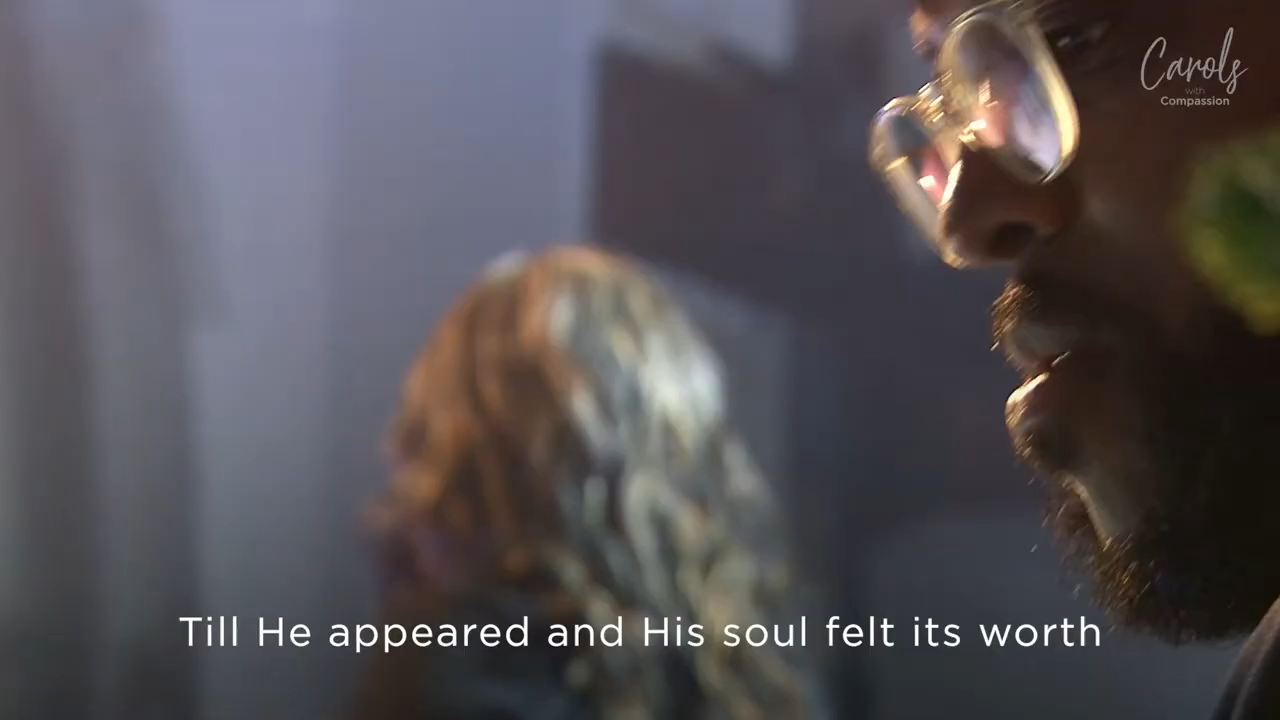 Carols
with
Compassion
Till He appeared and His soul felt its worth